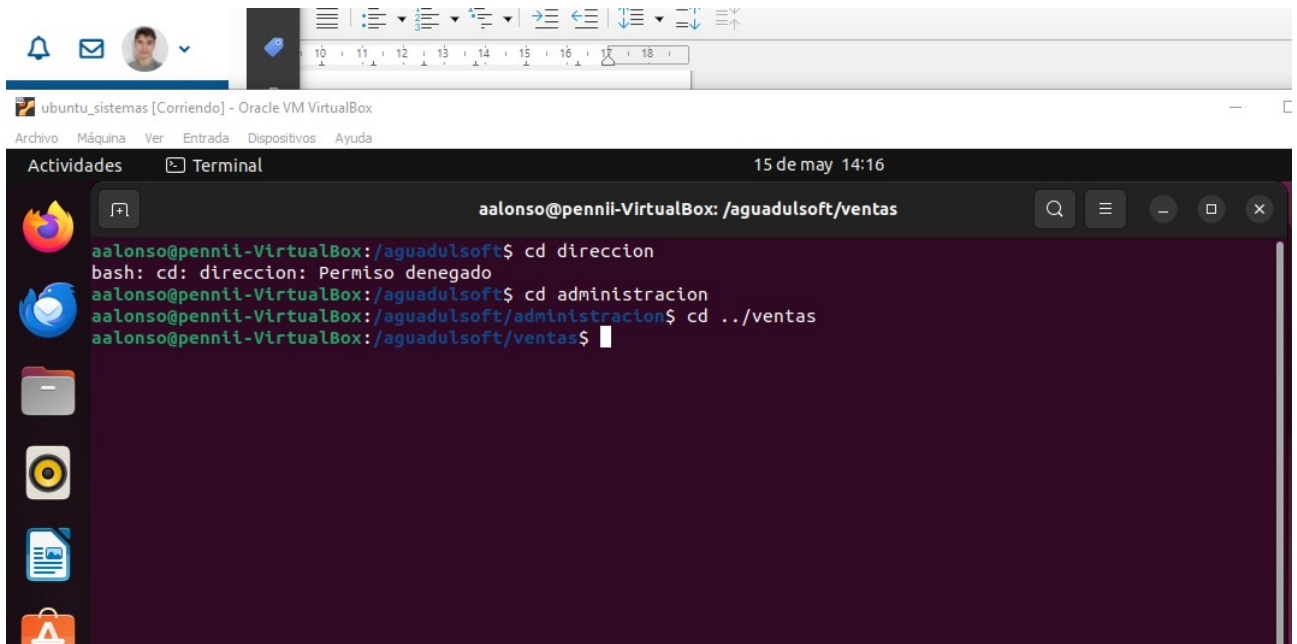 10 11 12 13 14 15 16 17 18
ubuntu_sistemas [Corriendo] - Oracle VM VirtualBox
Archivo Máquina Ver Entrada Dispositivos Ayuda
Actividades Terminal 15 de may 14:16
aalonso@pennii-VirtualBox: /aguadulsoft/ventas
aalonso@pennii-VirtualBox:/aguadulsoft$ cd direccion
bash: cd: direccion: Permiso denegado
aalonso@pennii-VirtualBox:/aguadulsoft$ cd administracion
aalonso@pennii-VirtualBox:/aguadulsoft/administracion$ cd ../ventas
aalonso@pennii-VirtualBox:/aguadulsoft/ventas$